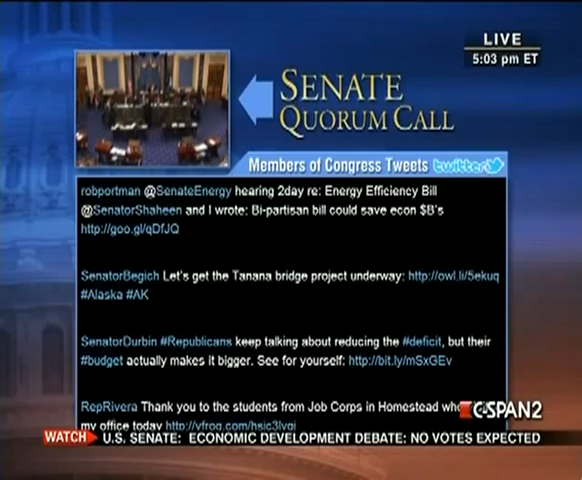 LIVE
5:03 pm ET
SENATE
QUORUM CALL
Members of Congress Tweets twitter
robportman @SenateEnergy hearing 2day re: Energy Efficiency Bill
@SenatorShaheen and I wrote: Bi-partisan bill could save econ $B's
http://goo.gl/qDfJQ
SenatorBegich Let's get the Tanana bridge project underway: http://owl.li/5ekuq
#Alaska #AK
SenatorDurbin #Republicans keep talking about reducing the #deficit, but their
#budget actually makes it bigger. See for yourself: http://bit.ly/mSxGEv
RepRivera Thank you to the students from Job Corps in Homestead who
C-SPAN2
my office today
WATCH U.S. SENATE: ECONOMIC DEVELOPMENT DEBATE: NO VOTES EXPECTED